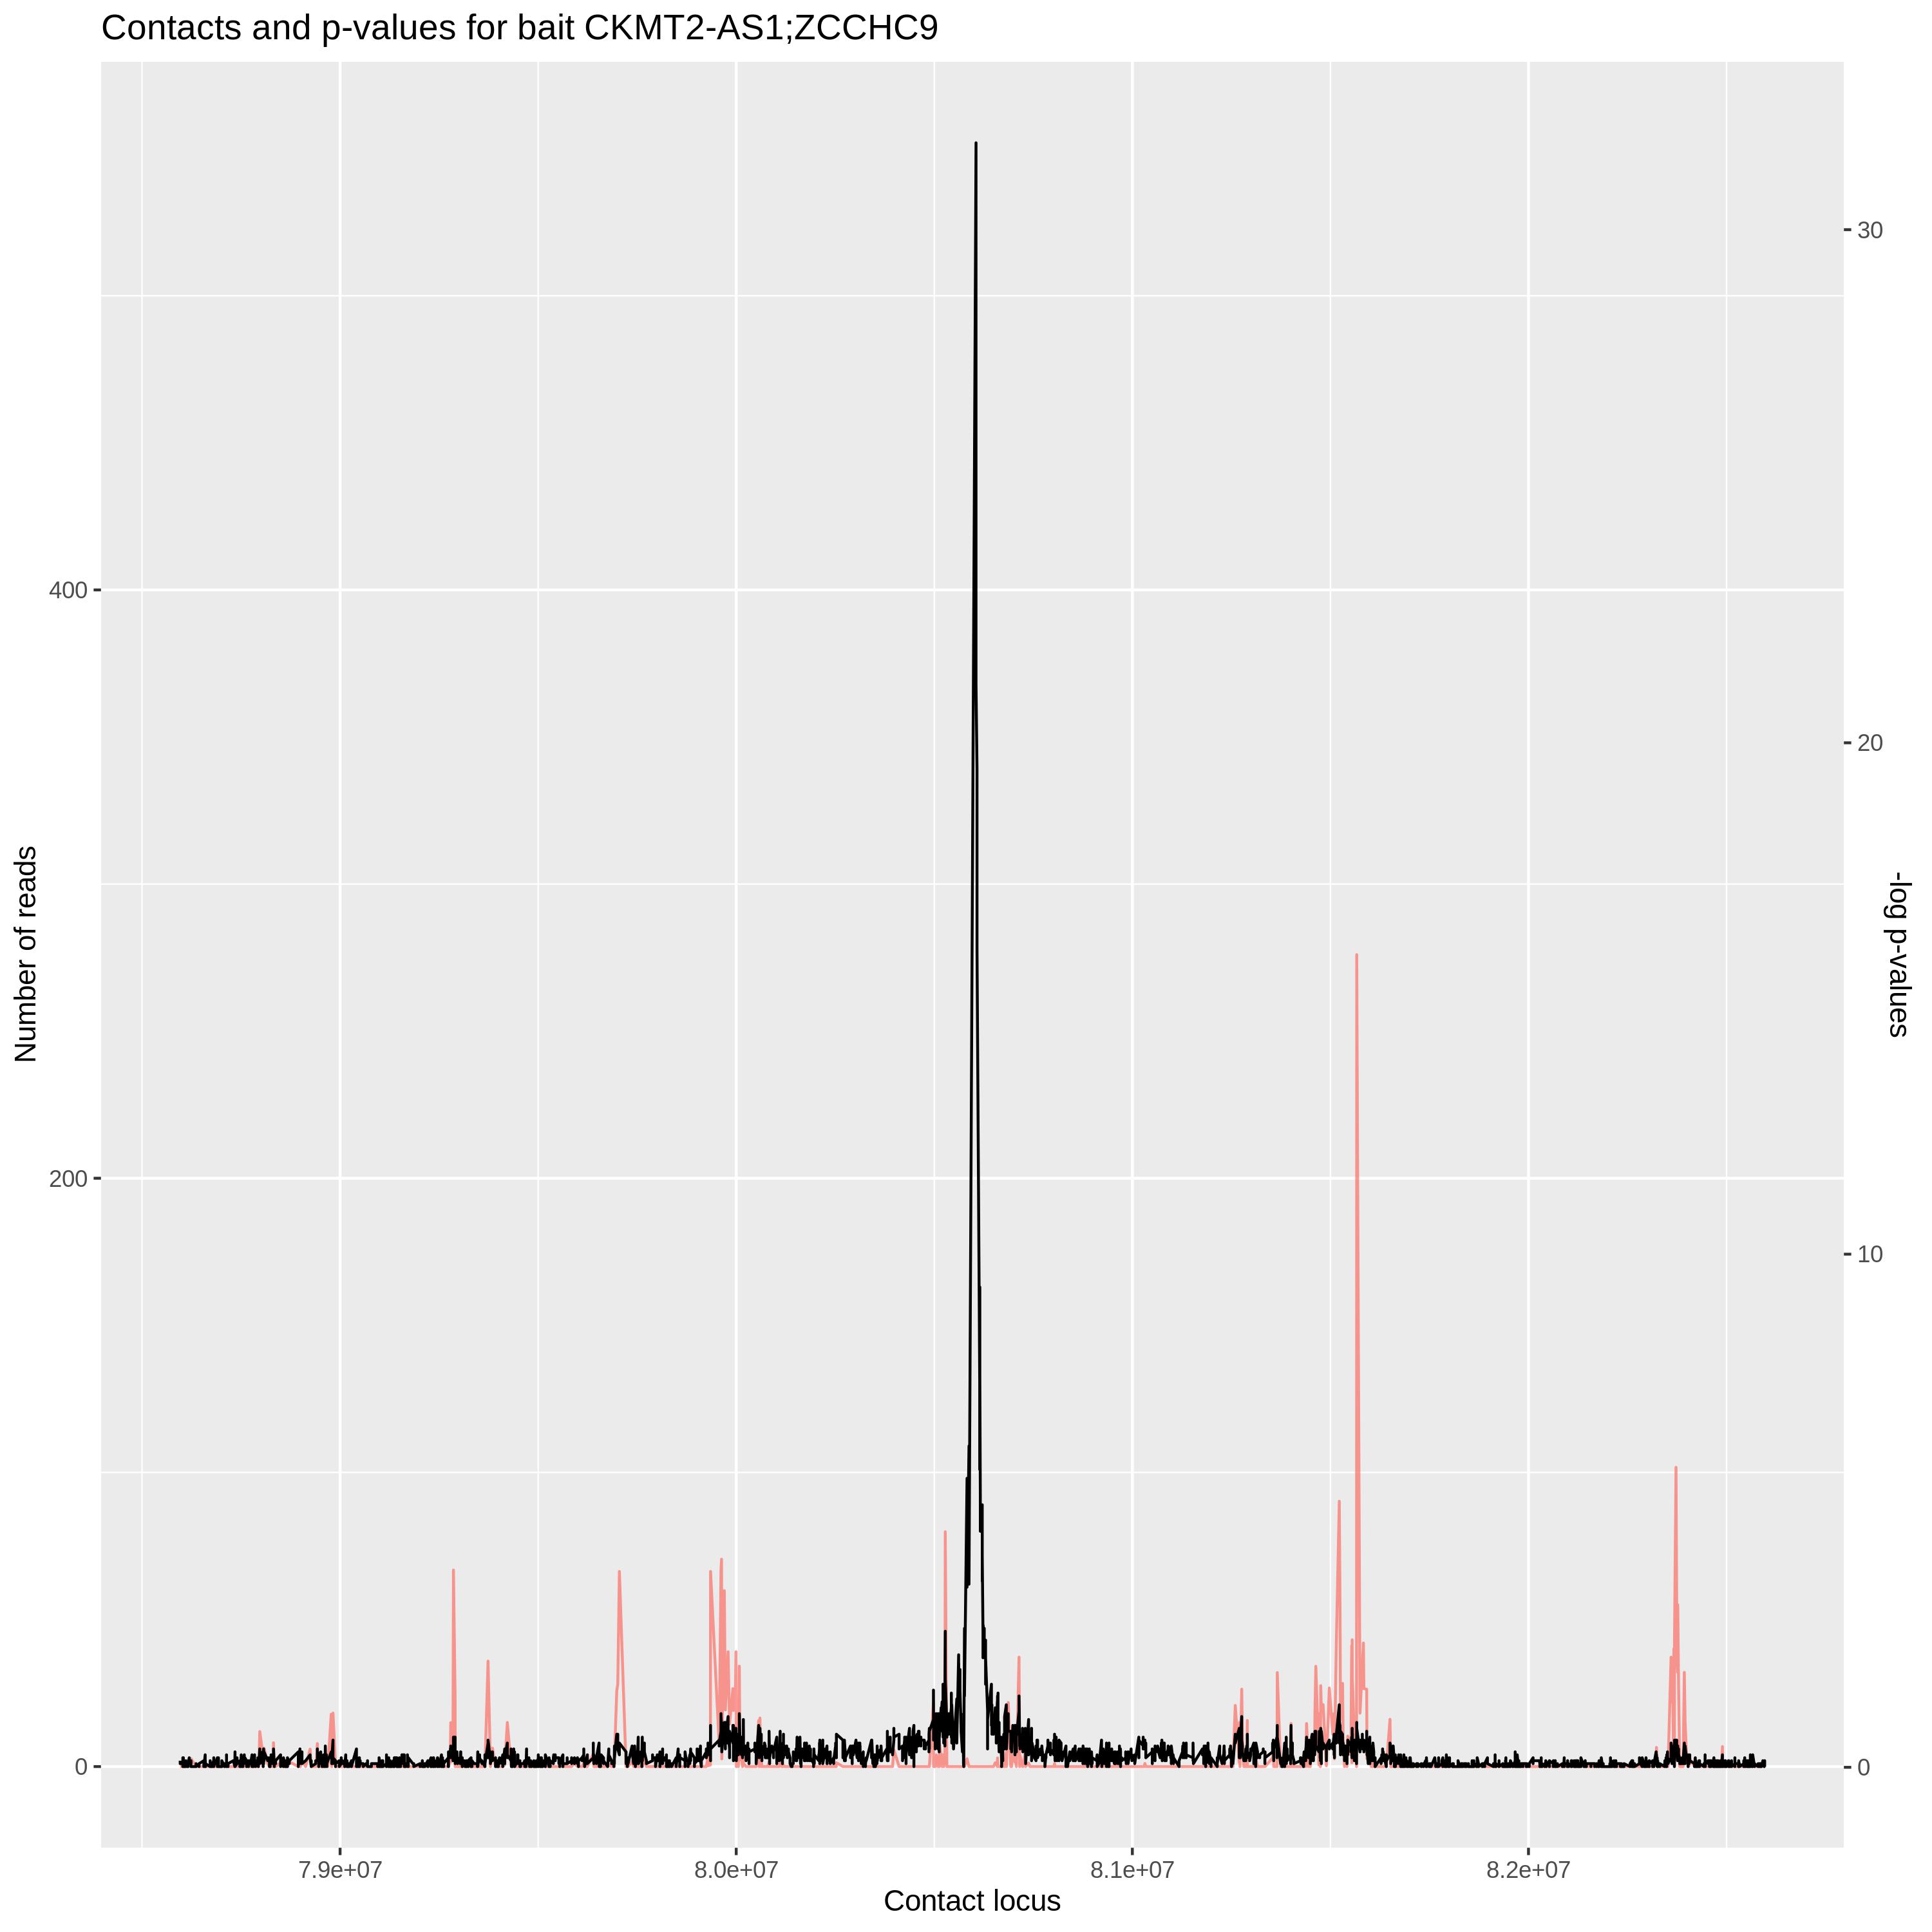 Contacts and p-values for bait CKMT2-AS1;ZCCHC9
Number of reads
400
200
0
30
20
10
0
-log p-values
7.9e+07 8.0e+07 8.1e+07 8.2e+07
Contact locus